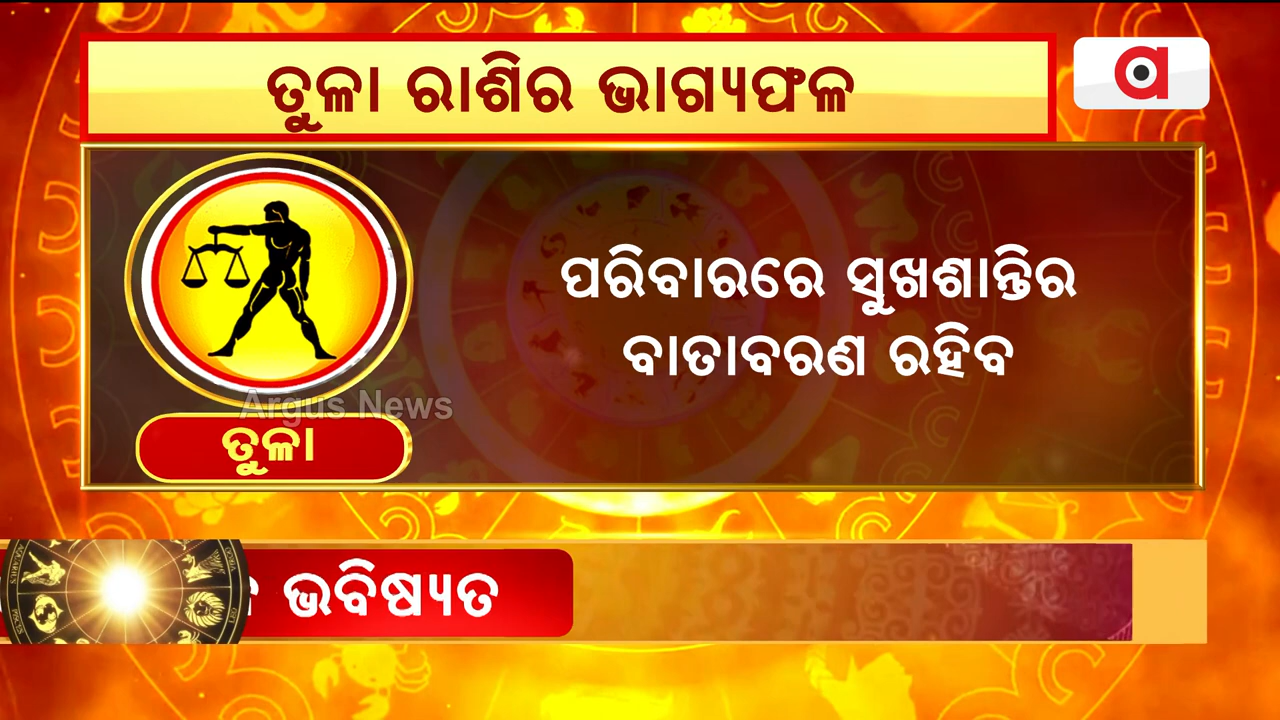 ତୁଳା ରାଶିର ଭାଗ୍ୟଫଳ
a
ପରିବାରରେ ସୁଖଶାନ୍ତିର
ବାତାବରଣ ରହିବ
Argus News
ତୁଳା
ଭବିଷ୍ୟତ